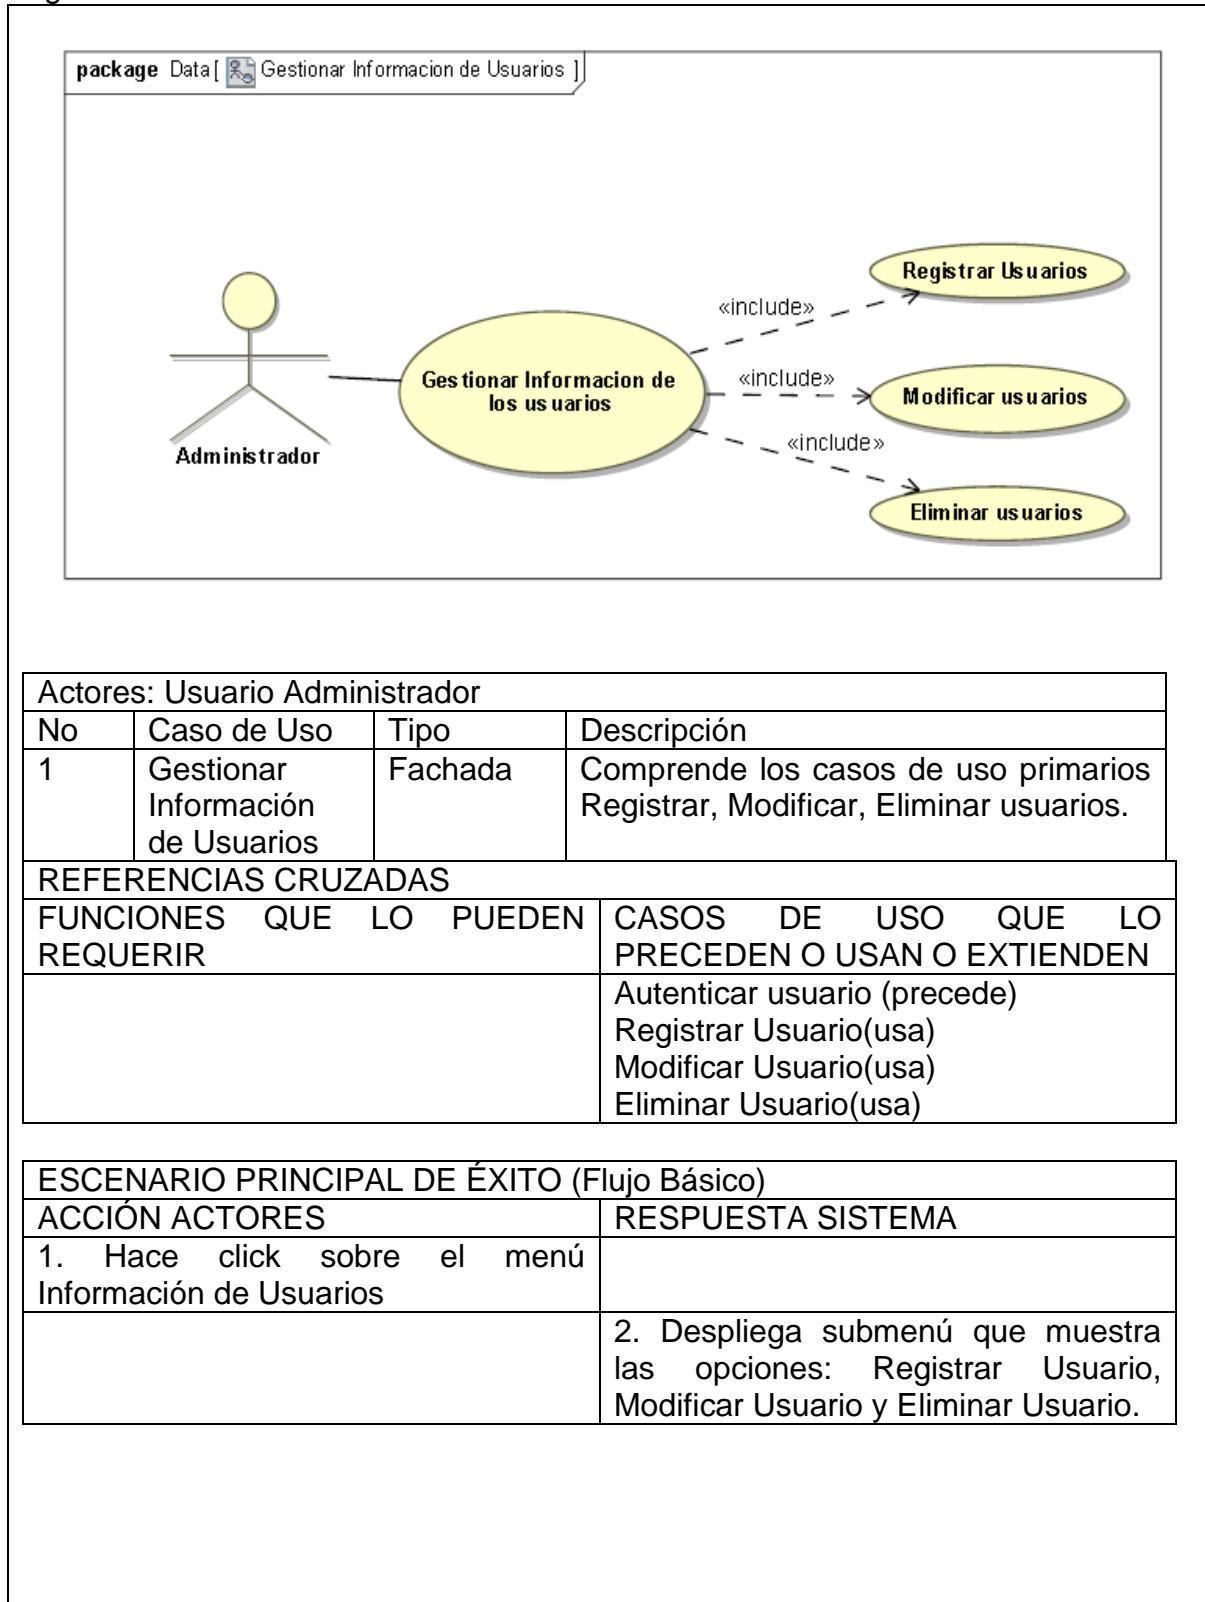 package Data[ Gestionar Informacion de Usuarios ]
Registrar Usuarios
«include»
Gestionar Informacion de
los usuarios
«include»
Modificar usuarios
«include»
Administrador
Eliminar usuarios
Actores: Usuario Administrador
No Caso de Uso Tipo Descripción
1 Gestionar Fachada Comprende los casos de uso primarios
Información Registrar, Modificar, Eliminar usuarios.
de Usuarios
REFERENCIAS CRUZADAS
FUNCIONES QUE LO PUEDEN
REQUERIR
CASOS DE USO QUE LO
PRECEDEN O USAN O EXTIENDEN
Autenticar usuario (precede)
Registrar Usuario(usa)
Modificar Usuario(usa)
Eliminar Usuario(usa)
ESCENARIO PRINCIPAL DE ÉXITO (Flujo Básico)
ACCIÓN ACTORES RESPUESTA SISTEMA
1. Hace click sobre el menú
Información de Usuarios
2. Despliega submenú que muestra
las opciones: Registrar Usuario,
Modificar Usuario y Eliminar Usuario.